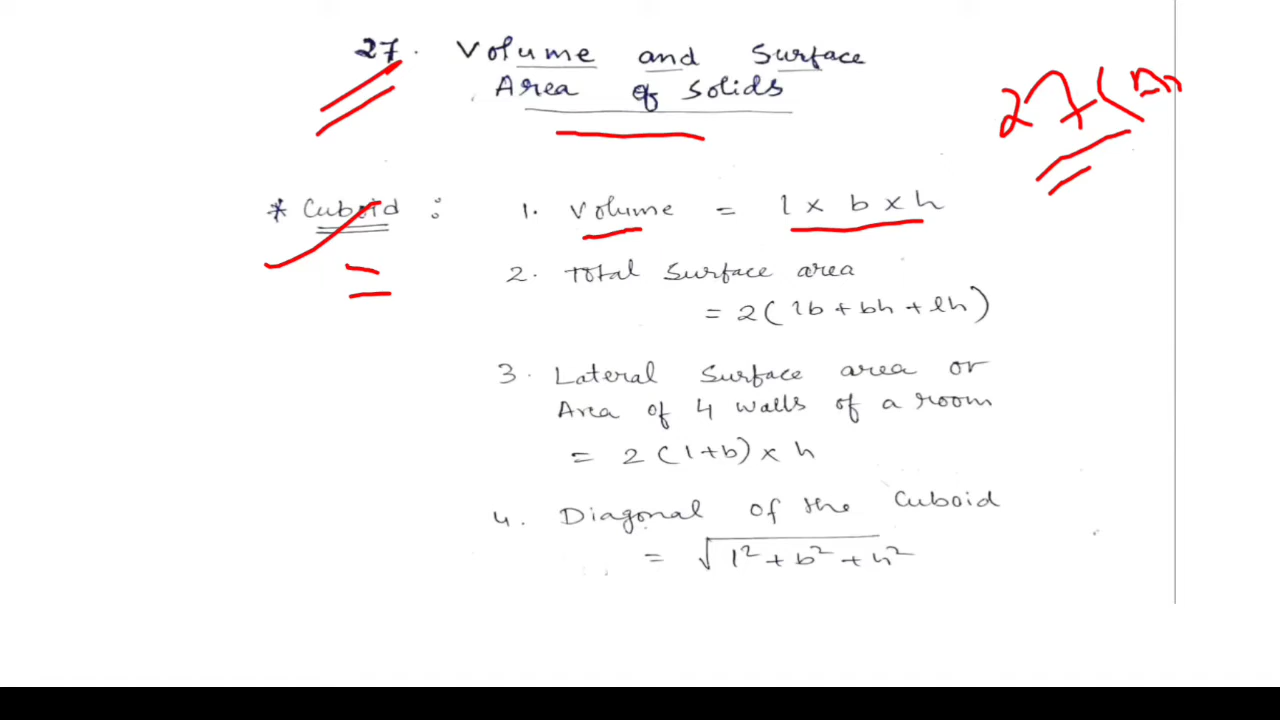 27. Volume and Surface
Area of Solids
27
* Cuboid : 1. Volume = l x b x h
2. Total Surface area
= 2(lb + bh + lh)
3. Lateral Surface area or
Area of 4 walls of a room
= 2(l+b) x h
4. Diagonal of the Cuboid
= √l² + b² + h²